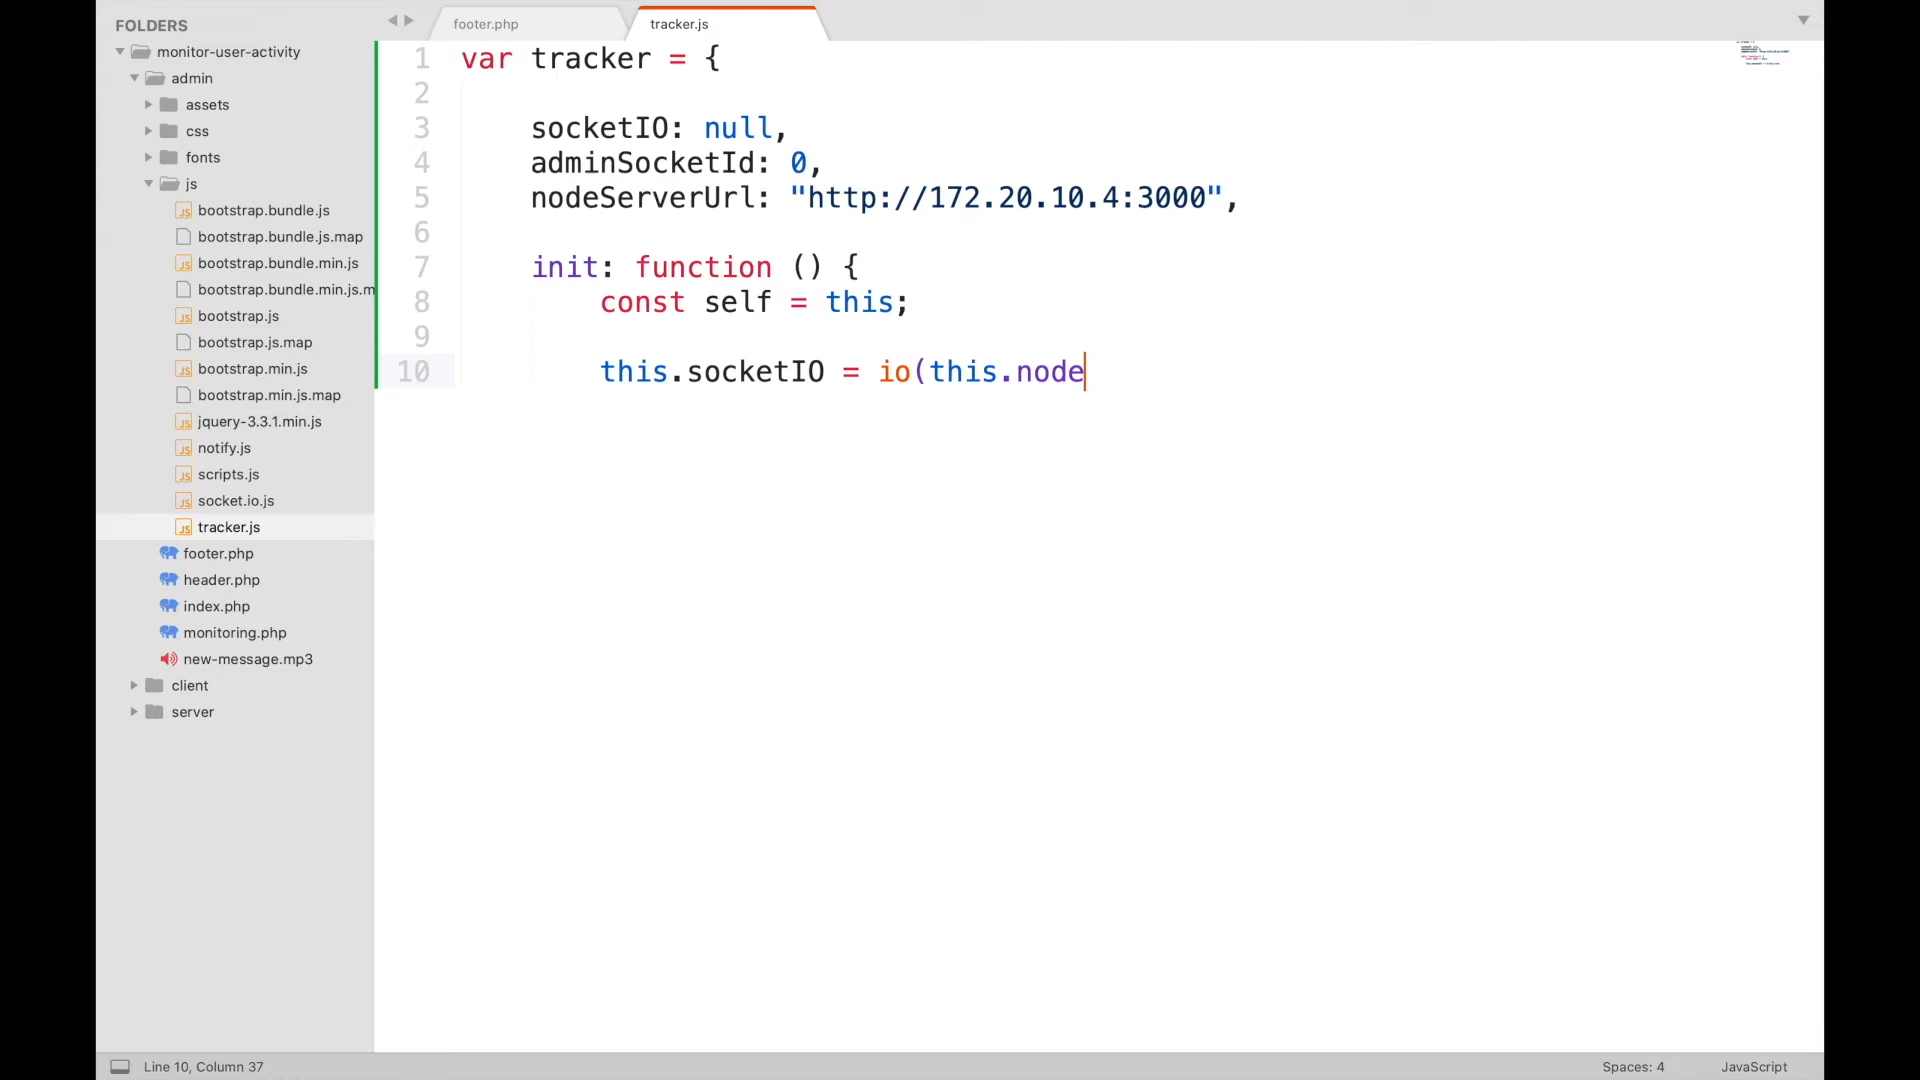 FOLDERS
monitor-user-activity
admin
assets
css
fonts
js
bootstrap.bundle.js
bootstrap.bundle.js.map
bootstrap.bundle.min.js
bootstrap.bundle.min.js.m
bootstrap.js
bootstrap.js.map
bootstrap.min.js
bootstrap.min.js.map
jquery-3.3.1.min.js
notify.js
scripts.js
socket.io.js
tracker.js
footer.php
header.php
index.php
monitoring.php
new-message.mp3
client
server
footer.php
tracker.js
1 var tracker = {
2
3 socketIO: null,
4 adminSocketId: 0,
5 nodeServerUrl: "http://172.20.10.4:3000",
6
7 init: function () {
8 const self = this;
9
10 this.socketIO = io(this.node
Line 10, Column 37
Spaces: 4
JavaScript